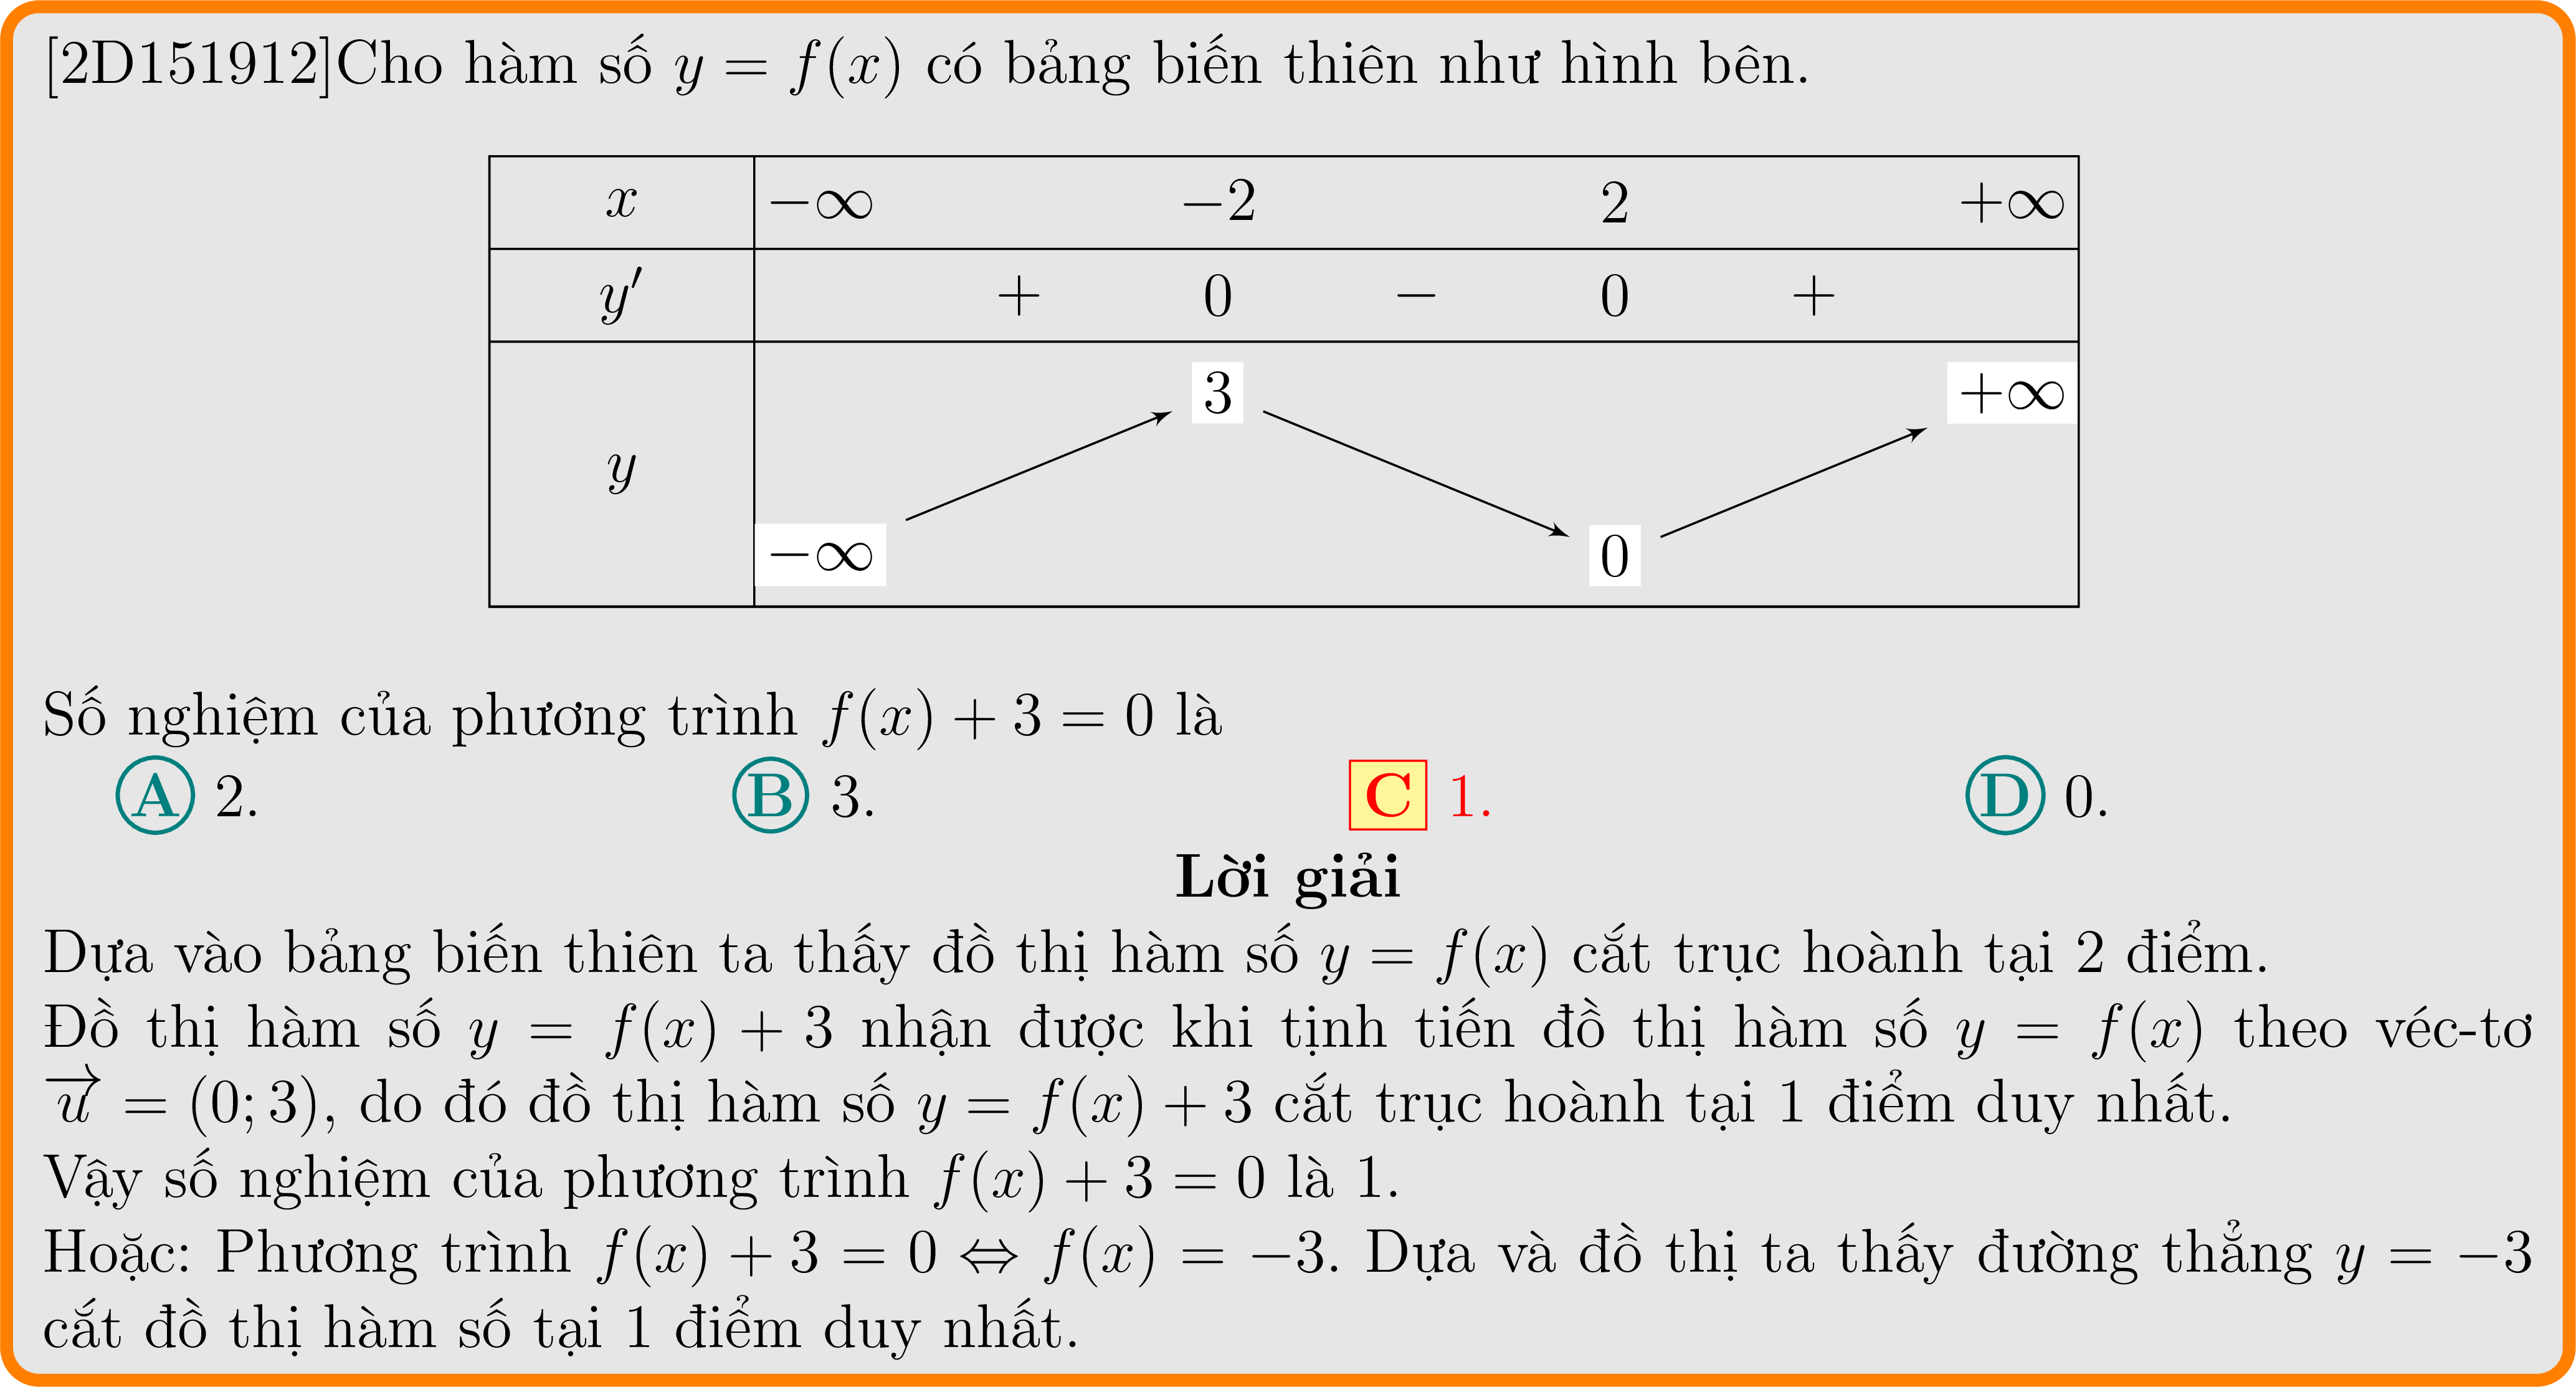 [2D151912]Cho hàm số y = f(x) có bảng biến thiên như hình bên.
x −∞ −2 2 +∞
y′ + 0 − 0 +
3 +∞
y
−∞ 0
Số nghiệm của phương trình f(x) + 3 = 0 là
A 2. B 3. C 1. D 0.
Lời giải
Dựa vào bảng biến thiên ta thấy đồ thị hàm số y = f(x) cắt trục hoành tại 2 điểm.
Đồ thị hàm số y = f(x) + 3 nhận được khi tịnh tiến đồ thị hàm số y = f(x) theo véc-tơ
u⃗ = (0; 3), do đó đồ thị hàm số y = f(x) + 3 cắt trục hoành tại 1 điểm duy nhất.
Vậy số nghiệm của phương trình f(x) + 3 = 0 là 1.
Hoặc: Phương trình f(x) + 3 = 0 ⇔ f(x) = −3. Dựa và đồ thị ta thấy đường thẳng y = −3
cắt đồ thị hàm số tại 1 điểm duy nhất.